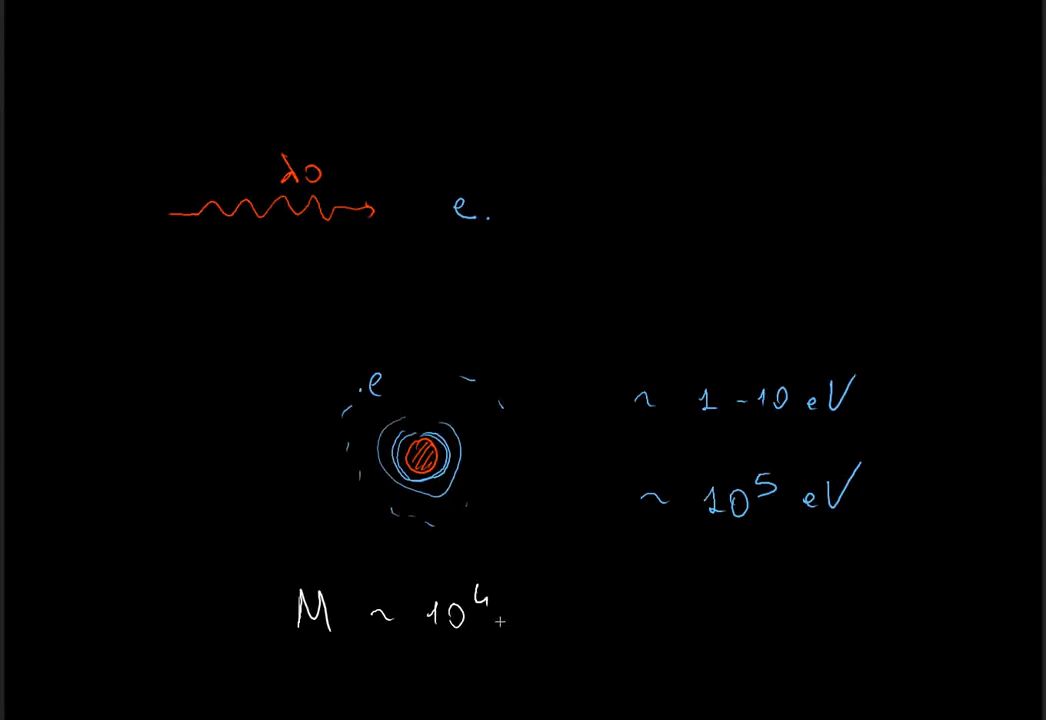 λ0
e.
.e
~ 1 - 10 eV
~ 10⁵ eV
M ~ 10⁴